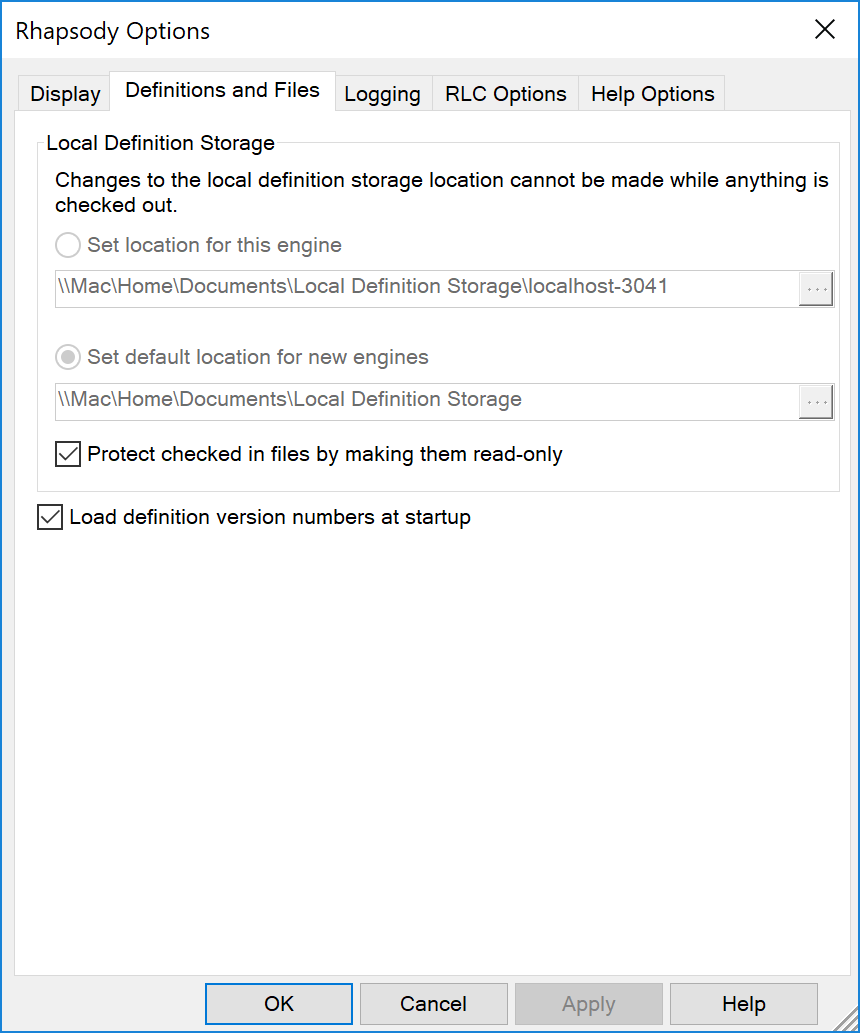 Rhapsody Options
Display
Definitions and Files
Logging
RLC Options
Help Options
Local Definition Storage
Changes to the local definition storage location cannot be made while anything is
checked out.
Set location for this engine
\\Mac\Home\Documents\Local Definition Storage\localhost-3041
...
Set default location for new engines
\\Mac\Home\Documents\Local Definition Storage
...
Protect checked in files by making them read-only
Load definition version numbers at startup
OK
Cancel
Apply
Help